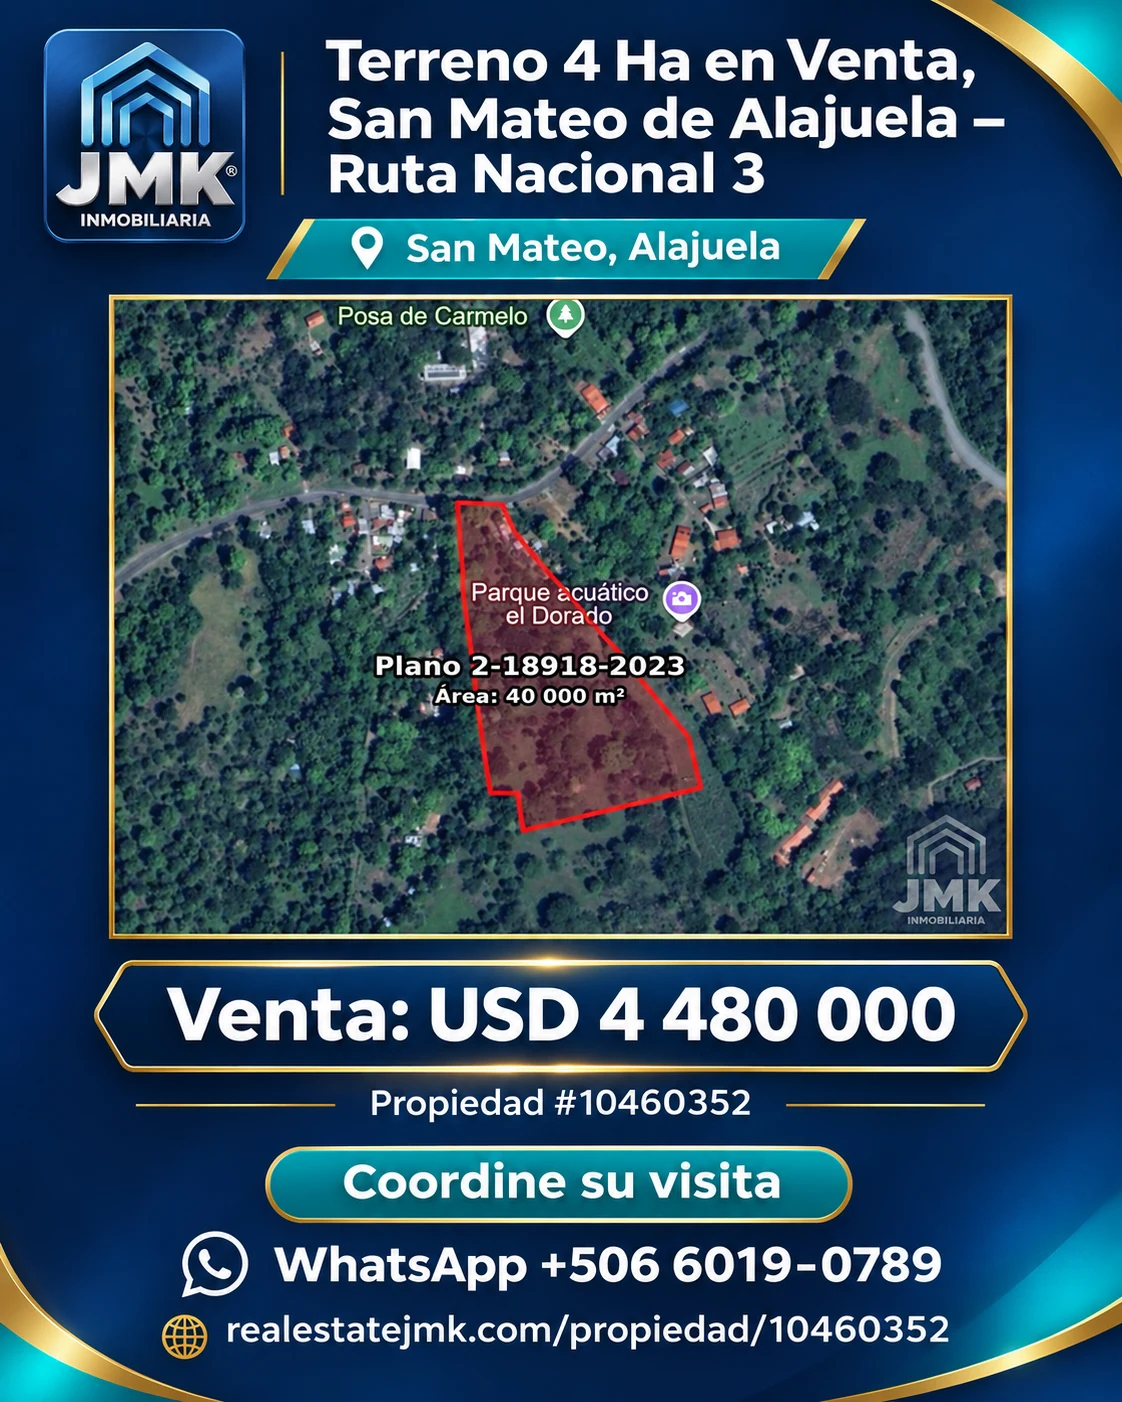 JMK®
INMOBILIARIA
Terreno 4 Ha en Venta,
San Mateo de Alajuela –
Ruta Nacional 3
San Mateo, Alajuela
Posa de Carmelo
Parque acuático
el Dorado
Plano 2-18918-2023
Área: 40 000 m²
JMK
INMOBILIARIA
Venta: USD 4 480 000
Propiedad #10460352
Coordine su visita
WhatsApp +506 6019-0789
realestatejmk.com/propiedad/10460352